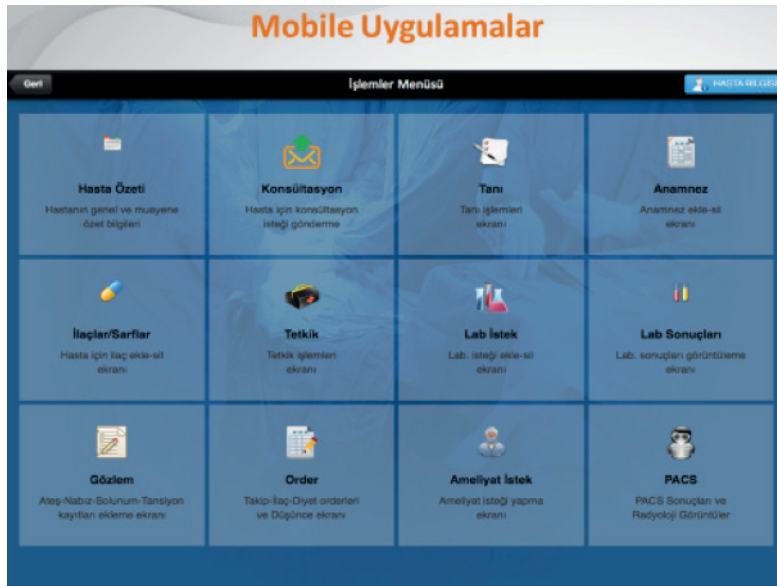 Mobile Uygulamalar
Geri
İşlemler Menüsü
HASTA BİLGİSİ
Hasta Özeti
Hastanın genel ve muayene
özet bilgileri
Konsültasyon
Hasta için konsültasyon
isteği gönderme
Tanı
Tanı işlemleri
ekranı
Anamnez
Anamnez ekle-sil
ekranı
İlaçlar/Sarflar
Hasta için ilaç ekle-sil
ekranı
Tetkik
Tetkik işlemleri
ekranı
Lab İstek
Lab. isteği ekle-sil
ekranı
Lab Sonuçları
Lab. sonuçları görüntüleme
ekranı
Gözlem
Ateş-Nabız-Solunum-Tansiyon
kayıtları ekleme ekranı
Order
Takip-İlaç-Diyet orderleri
ve Düşünce ekranı
Ameliyat İstek
Ameliyat isteği yapma
ekranı
PACS
PACS Sonuçları ve
Radyoloji Görüntüler